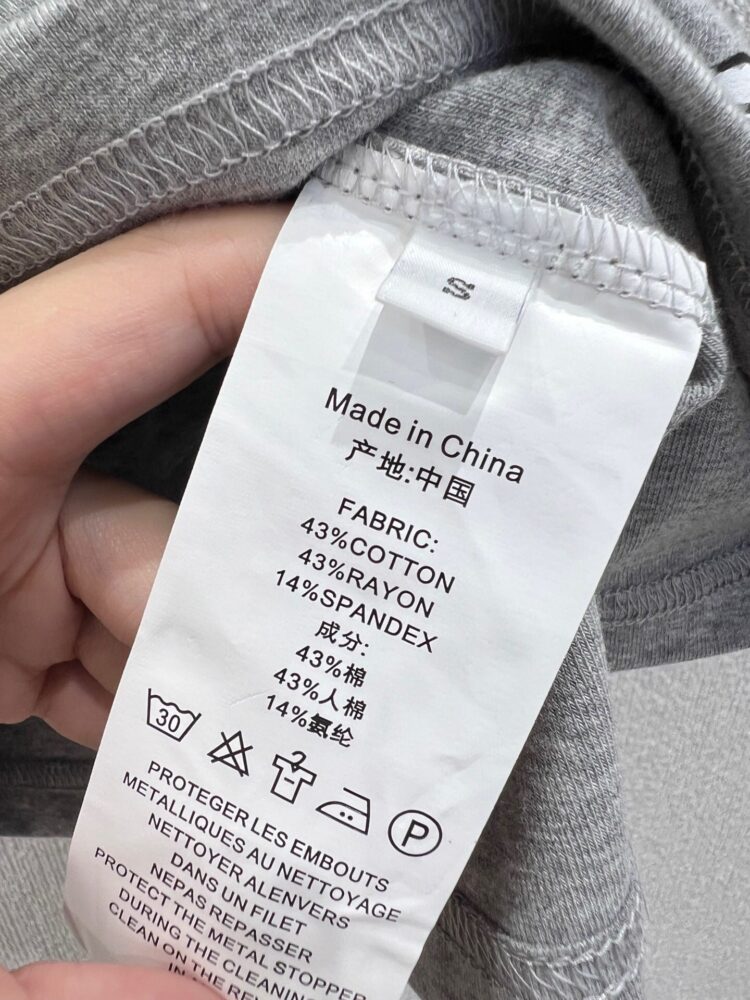 S
Made in China
产地:中国
FABRIC:
43%COTTON
43%RAYON
14%SPANDEX
成分:
43%棉
43%人棉
14%氨纶
30
P
PROTEGER LES EMBOUTS
METALLIQUES AU NETTOYAGE
NETTOYER ALENVERS
DANS UN FILET
NEPAS REPASSER
PROTECT THE METAL STOPPER
DURING THE CLEANING
CLEAN ON THE